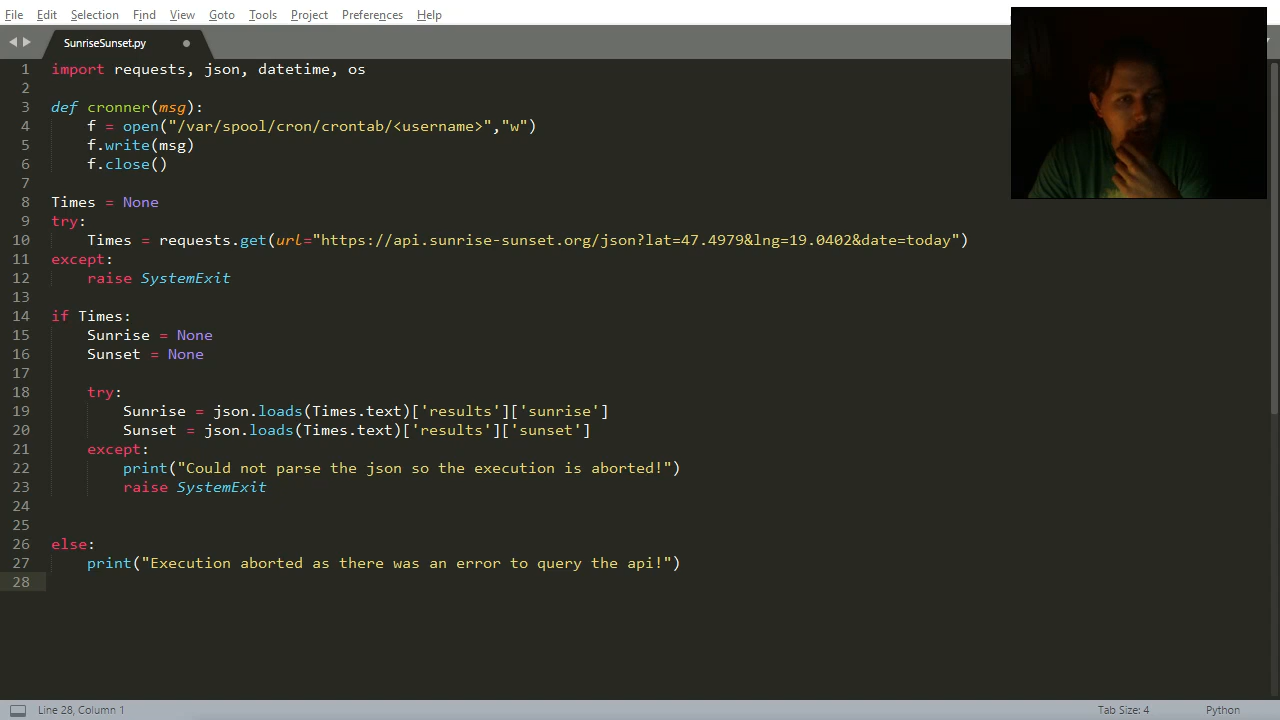 File Edit Selection Find View Goto Tools Project Preferences Help
SunriseSunset.py
1 import requests, json, datetime, os
2
3 def cronner(msg):
4     f = open("/var/spool/cron/crontab/<username>","w")
5     f.write(msg)
6     f.close()
7
8 Times = None
9 try:
10     Times = requests.get(url="https://api.sunrise-sunset.org/json?lat=47.4979&lng=19.0402&date=today")
11 except:
12     raise SystemExit
13
14 if Times:
15     Sunrise = None
16     Sunset = None
17
18     try:
19         Sunrise = json.loads(Times.text)['results']['sunrise']
20         Sunset = json.loads(Times.text)['results']['sunset']
21     except:
22         print("Could not parse the json so the execution is aborted!")
23         raise SystemExit
24
25
26 else:
27     print("Execution aborted as there was an error to query the api!")
28
Line 28, Column 1 Tab Size: 4 Python